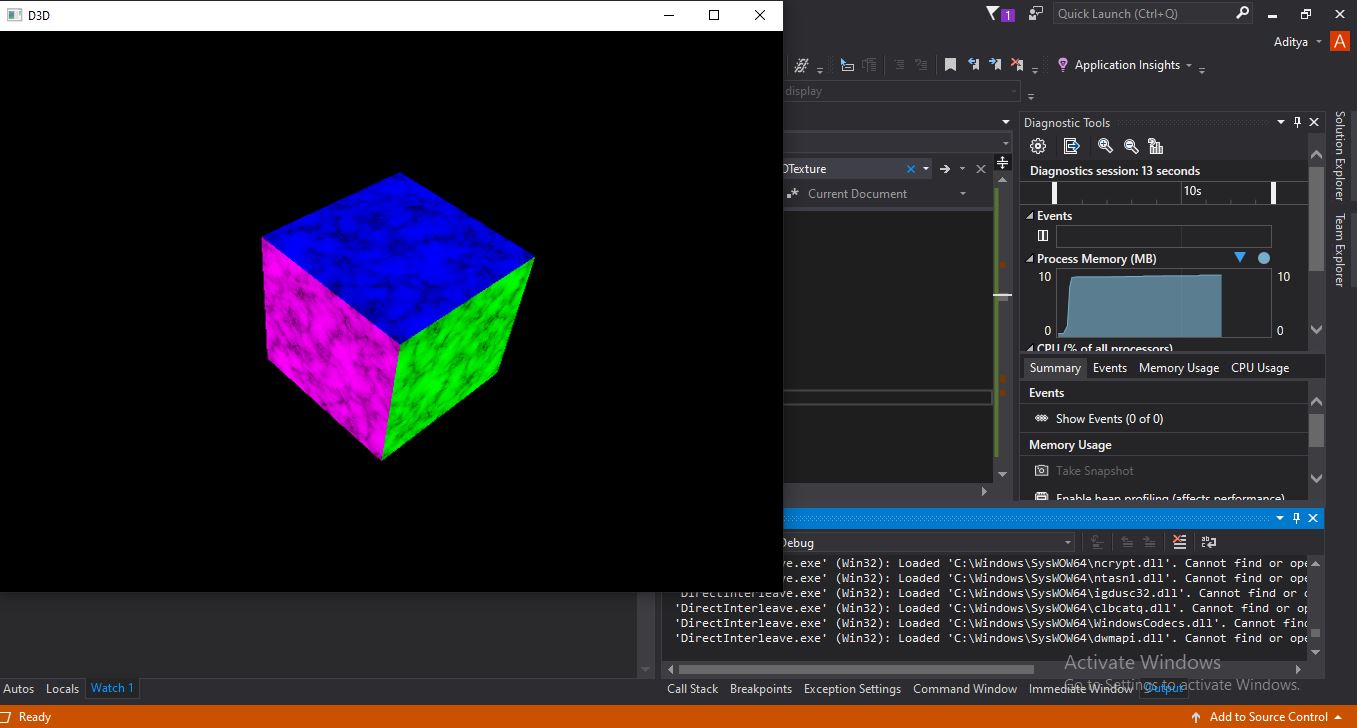 D3D
1
Quick Launch (Ctrl+Q)
Aditya
A
Application Insights
display
Diagnostic Tools
Solution Explorer
Team Explorer
DTexture
Current Document
Diagnostics session: 13 seconds
10s
Events
Process Memory (MB)
10
10
0
0
CPU (% of all processors)
Summary
Events
Memory Usage
CPU Usage
Events
Show Events (0 of 0)
Memory Usage
Take Snapshot
Enable heap profiling (affects performance)
Debug
ve.exe' (Win32): Loaded 'C:\Windows\SysWOW64\ncrypt.dll'. Cannot find or ope
ve.exe' (Win32): Loaded 'C:\Windows\SysWOW64\ntasn1.dll'. Cannot find or ope
'DirectInterleave.exe' (Win32): Loaded 'C:\Windows\SysWOW64\igdusc32.dll'. Cannot find or o
'DirectInterleave.exe' (Win32): Loaded 'C:\Windows\SysWOW64\clbcatq.dll'. Cannot find or op
'DirectInterleave.exe' (Win32): Loaded 'C:\Windows\SysWOW64\WindowsCodecs.dll'. Cannot find
'DirectInterleave.exe' (Win32): Loaded 'C:\Windows\SysWOW64\dwmapi.dll'. Cannot find or ope
Activate Windows
Go to Settings to activate Windows.
Autos
Locals
Watch 1
Call Stack
Breakpoints
Exception Settings
Command Window
Immediate Window
Output
Ready
Add to Source Control